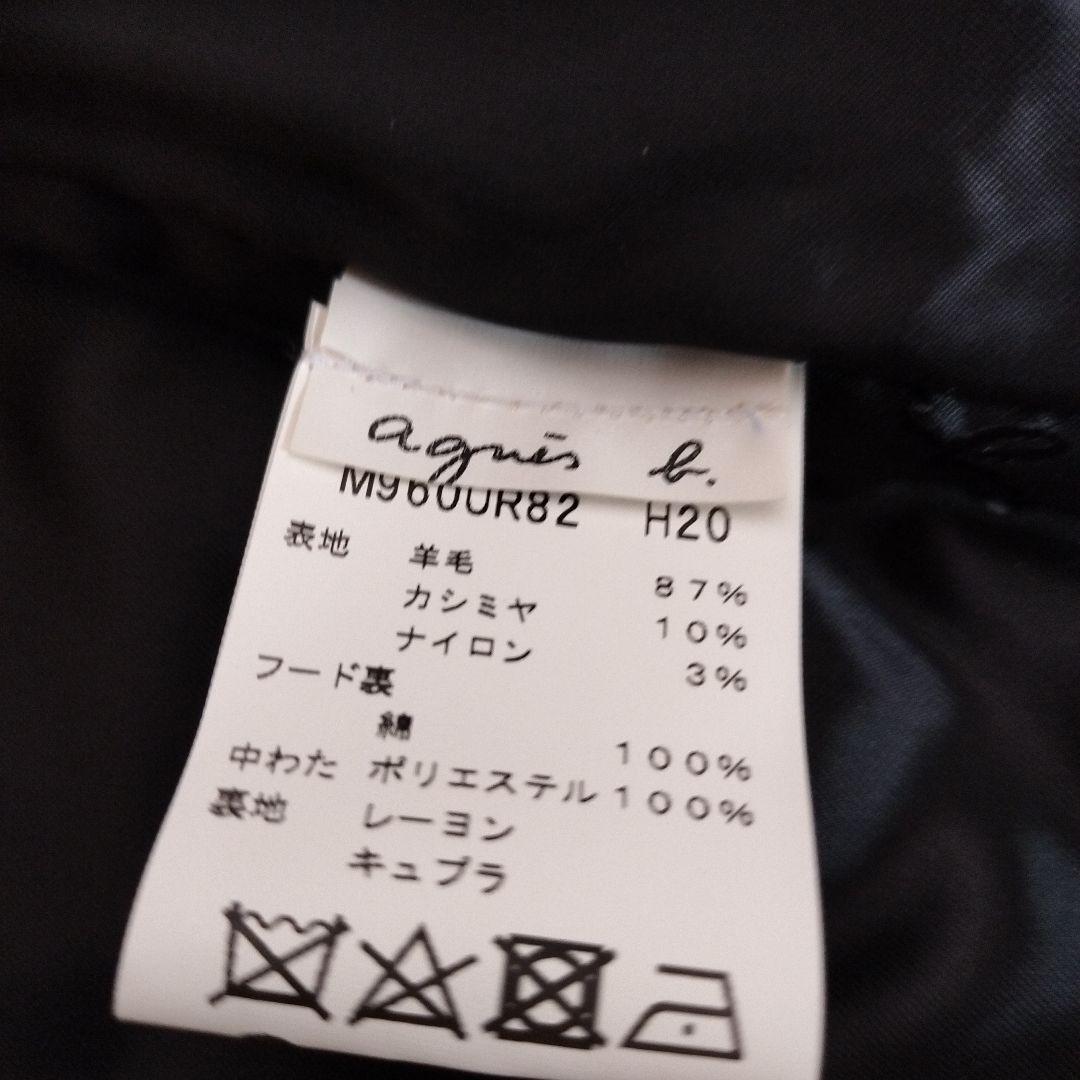 agnès b.
M9600R82 H20
表地 羊毛 87%
カシミヤ 10%
ナイロン 3%
フード裏
綿 100%
中わた ポリエステル 100%
裏地 レーヨン
キュプラ